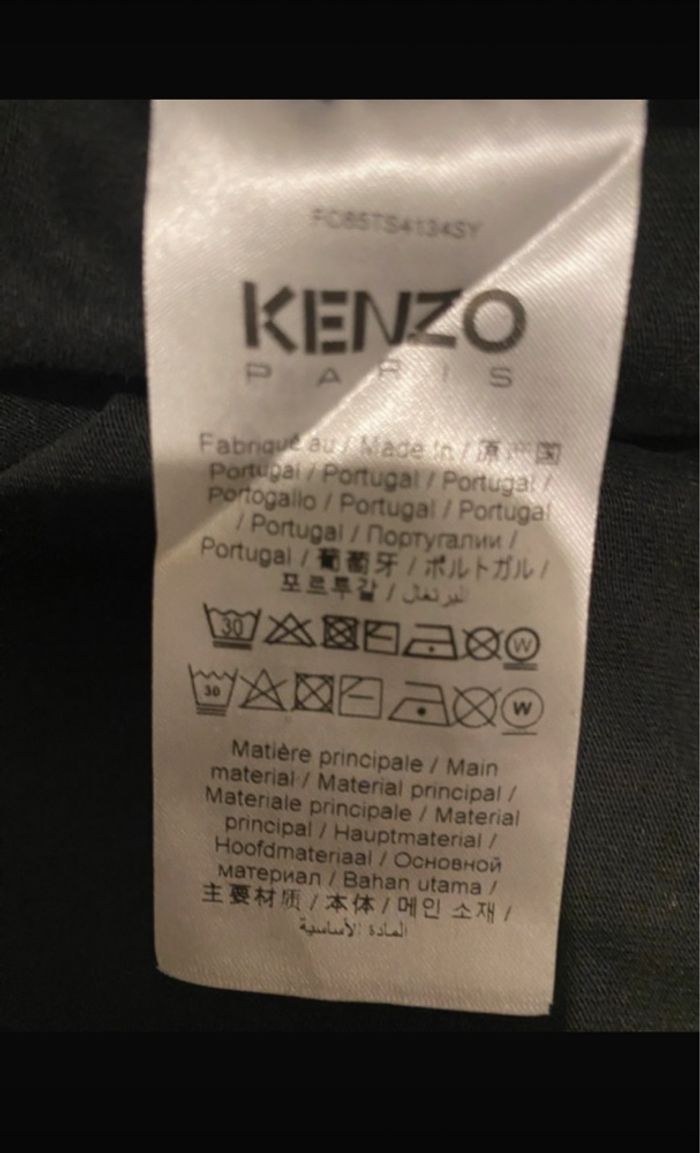 FC65TS4134SY
KENZO
PARIS
Fabriqué au / Made in / 原产国
Portugal / Portugal / Portugal /
Portogallo / Portugal / Portugal
/ Portugal / Португалии /
Portugal / 葡萄牙 / ポルトガル /
포르투갈 / البرتغال
30 W
30 W
Matière principale / Main
material / Material principal /
Materiale principale / Material
principal / Hauptmaterial /
Hoofdmateriaal / Основной
материал / Bahan utama /
主要材质 / 本体 / 메인 소재 /
المادة الأساسية